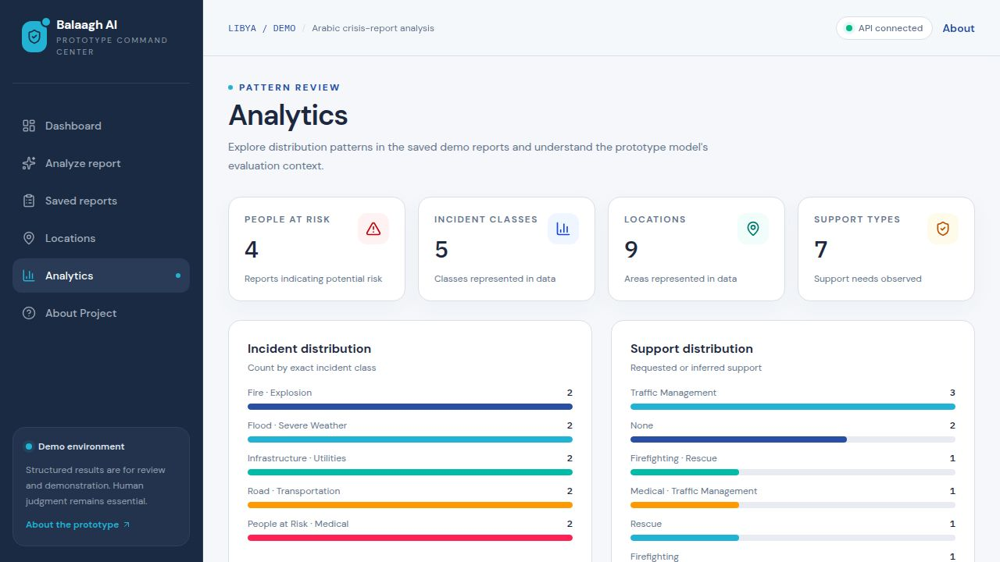 Balaagh AI
PROTOTYPE COMMAND
CENTER
Dashboard
Analyze report
Saved reports
Locations
Analytics
About Project
Demo environment
Structured results are for review
and demonstration. Human
judgment remains essential.
About the prototype
LIBYA / DEMO / Arabic crisis-report analysis
API connected
About
PATTERN REVIEW
Analytics
Explore distribution patterns in the saved demo reports and understand the prototype model's
evaluation context.
PEOPLE AT RISK
4
Reports indicating potential risk
INCIDENT CLASSES
5
Classes represented in data
LOCATIONS
9
Areas represented in data
SUPPORT TYPES
7
Support needs observed
Incident distribution
Count by exact incident class
Fire · Explosion 2
Flood · Severe Weather 2
Infrastructure · Utilities 2
Road · Transportation 2
People at Risk · Medical 2
Support distribution
Requested or inferred support
Traffic Management 3
None 2
Firefighting · Rescue 1
Medical · Traffic Management 1
Rescue 1
Firefighting 1